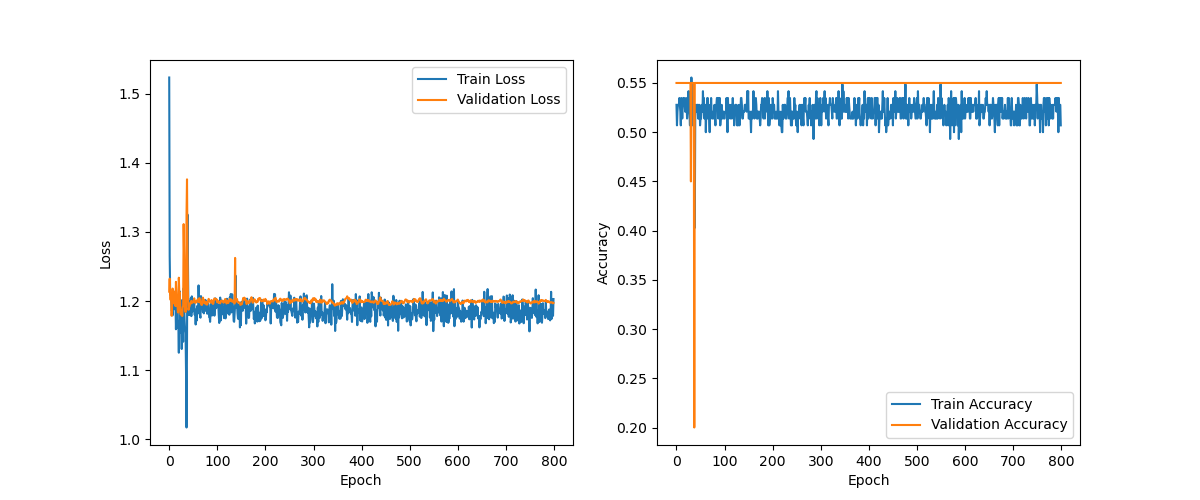 Train Loss
Validation Loss
1.5
1.4
1.3
1.2
1.1
1.0
Loss
0 100 200 300 400 500 600 700 800
Epoch
0.55
0.50
0.45
0.40
0.35
0.30
0.25
0.20
Accuracy
Train Accuracy
Validation Accuracy
0 100 200 300 400 500 600 700 800
Epoch